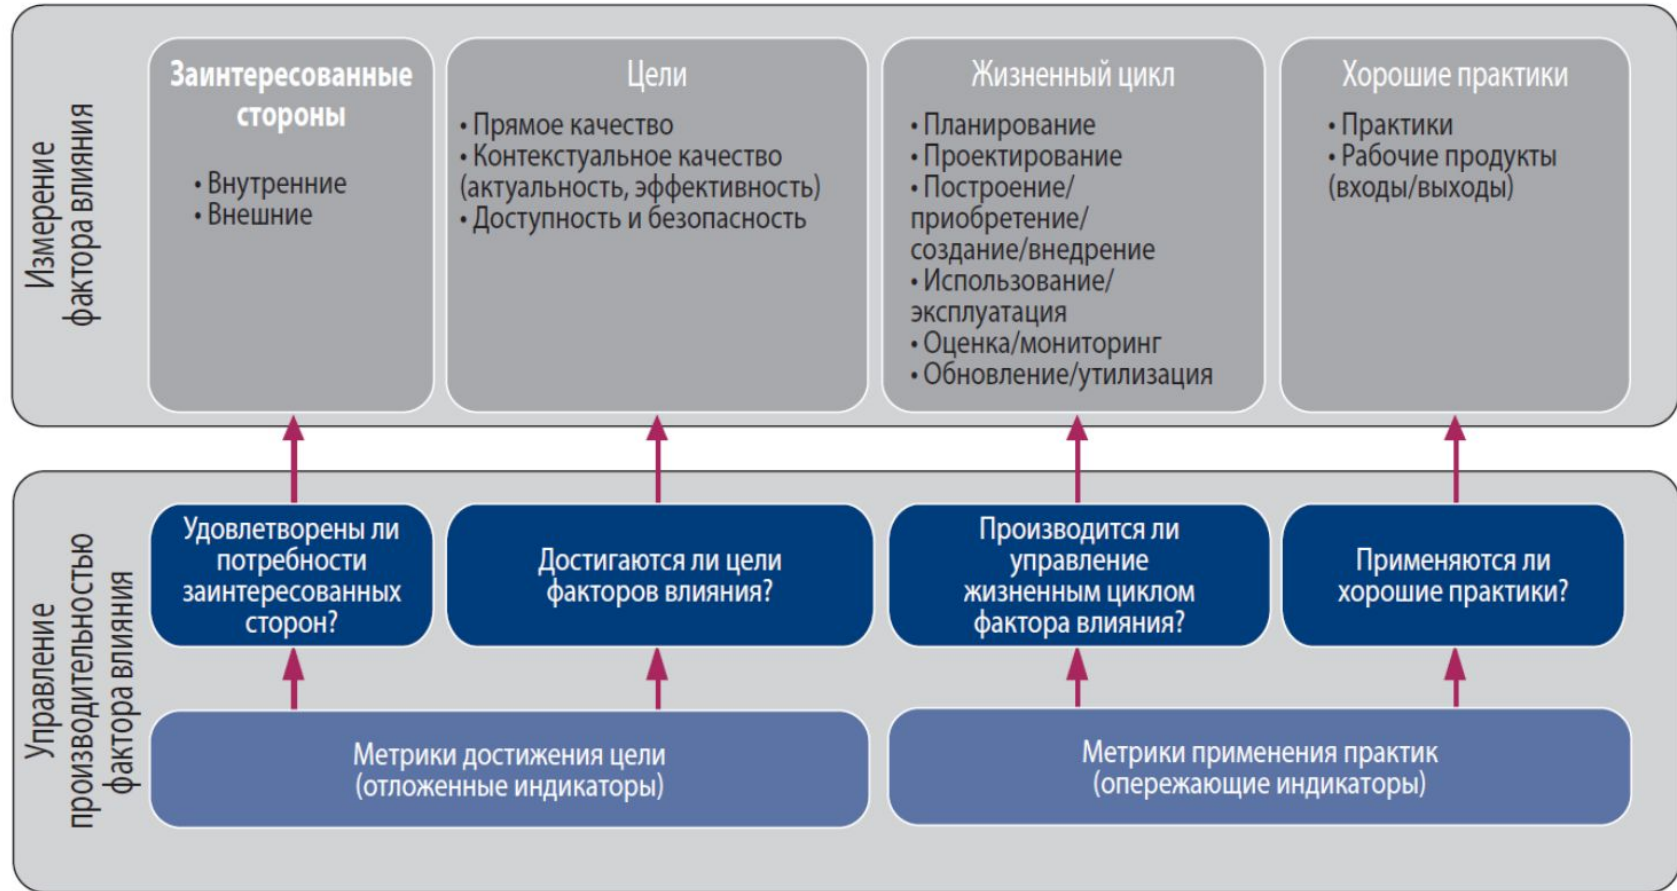 Измерение
фактора влияния
Заинтересованные
стороны
• Внутренние
• Внешние
Цели
• Прямое качество
• Контекстуальное качество
(актуальность, эффективность)
• Доступность и безопасность
Жизненный цикл
• Планирование
• Проектирование
• Построение/
приобретение/
создание/внедрение
• Использование/
эксплуатация
• Оценка/мониторинг
• Обновление/утилизация
Хорошие практики
• Практики
• Рабочие продукты
(входы/выходы)
Управление
производительностью
фактора влияния
Удовлетворены ли
потребности
заинтересованных
сторон?
Достигаются ли цели
факторов влияния?
Производится ли
управление
жизненным циклом
фактора влияния?
Применяются ли
хорошие практики?
Метрики достижения цели
(отложенные индикаторы)
Метрики применения практик
(опережающие индикаторы)